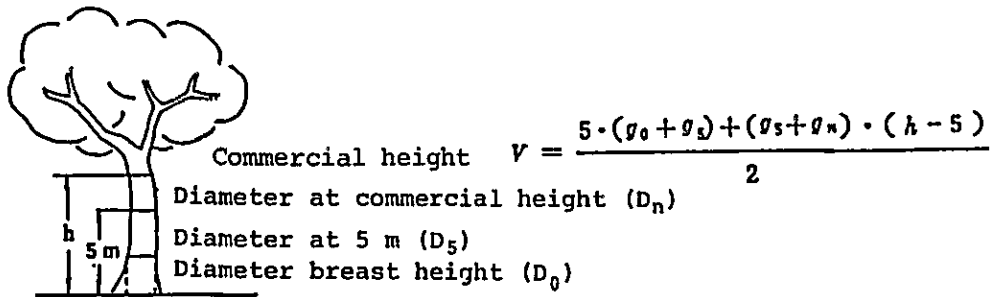 Commercial height V = \frac{5·(g₀+g₅)+(g₅+gₙ)·(h-5)}{2}
Diameter at commercial height (Dₙ)
h
5 m
Diameter at 5 m (D₅)
Diameter breast height (D₀)